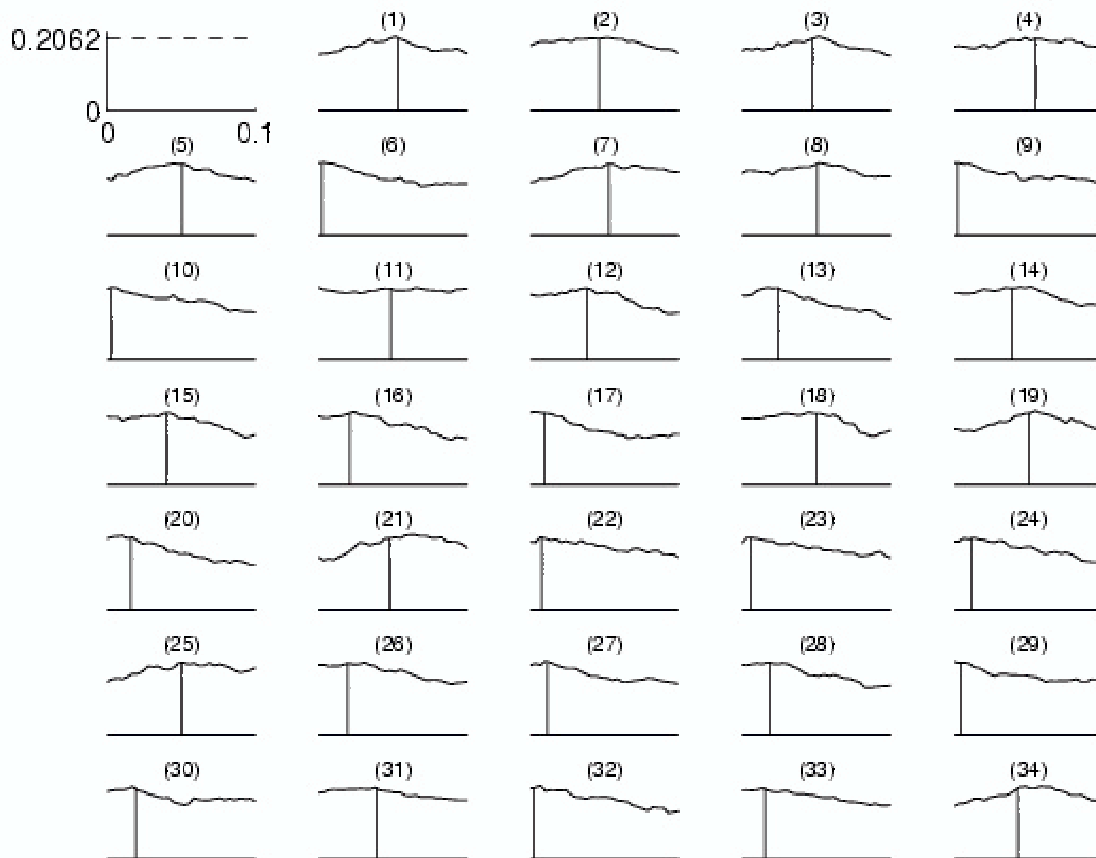 (1) (2) (3) (4)
0.2062
0
0 0.1
(5) (6) (7) (8) (9)
(10) (11) (12) (13) (14)
(15) (16) (17) (18) (19)
(20) (21) (22) (23) (24)
(25) (26) (27) (28) (29)
(30) (31) (32) (33) (34)